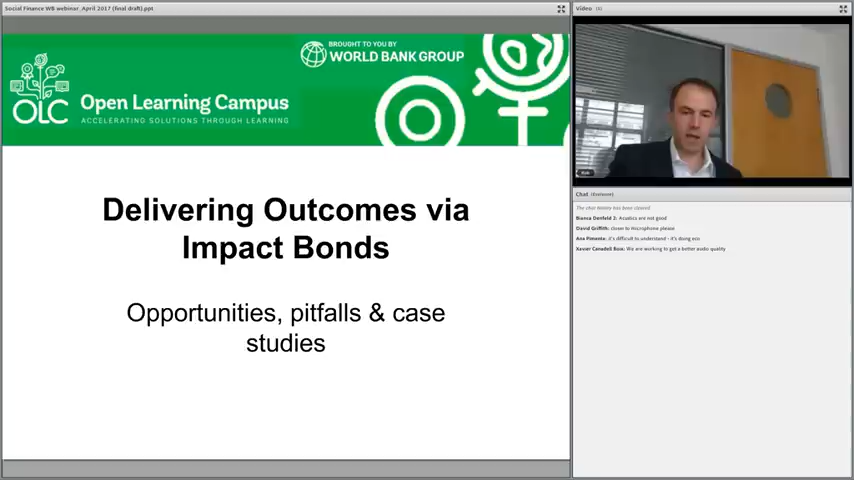 Social Finance WB webinar_April 2017 (final draft).ppt
BROUGHT TO YOU BY
WORLD BANK GROUP
OLC
Open Learning Campus
ACCELERATING SOLUTIONS THROUGH LEARNING
Delivering Outcomes via
Impact Bonds
Opportunities, pitfalls & case
studies
Video
Chat (Everyone)
The chat history has been cleared
Bianca Denfeld 2: Acustics are not good
David Griffith: closer to microphone please
Ana Pimenta: it's difficult to understand - it's doing eco
Xavier Canadell Boix: We are working to get a better audio quality